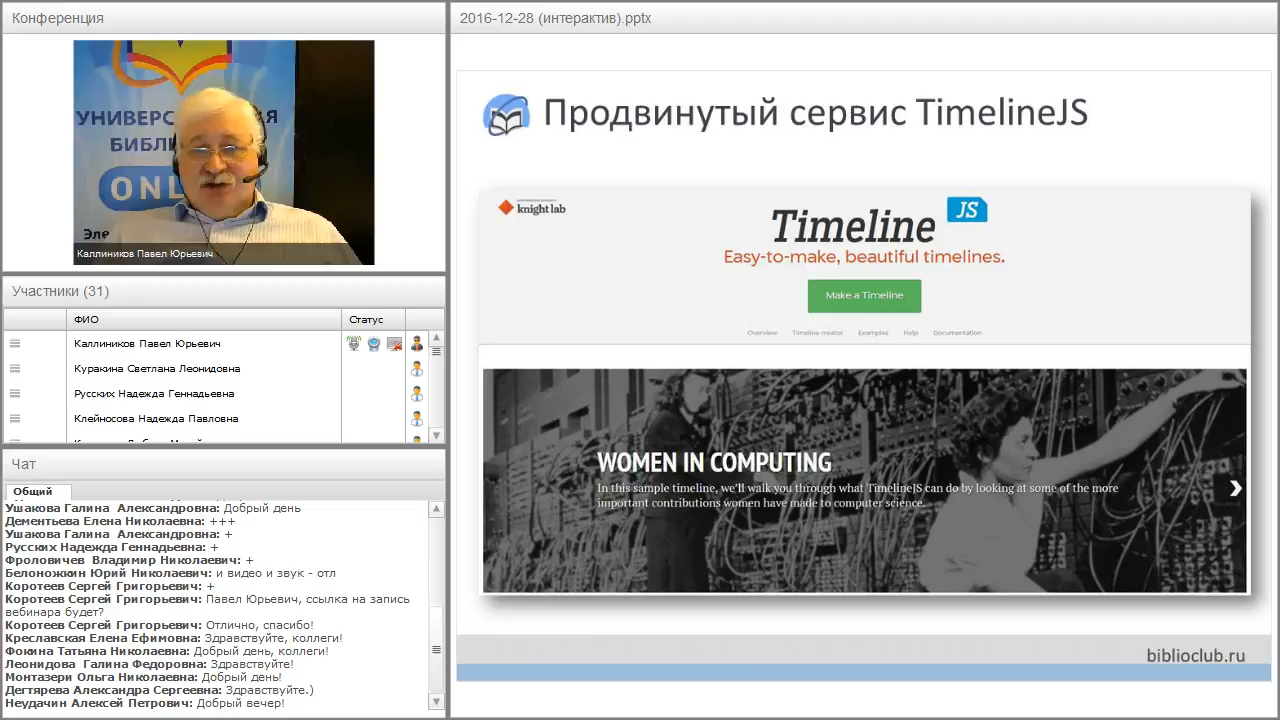 Конференция
УНИВЕРС
АЯ
БИБЛИ
ONL
Эле
Каллиников Павел Юрьевич
Участники (31)
ФИО
Статус
Каллиников Павел Юрьевич
Куракина Светлана Леонидовна
Русских Надежда Геннадьевна
Клейносова Надежда Павловна
Чат
Общий
Ушакова Галина Александровна: Добрый день
Дементьева Елена Николаевна: +++
Ушакова Галина Александровна: +
Русских Надежда Геннадьевна: +
Фроловичев Владимир Николаевич: +
Белоножкин Юрий Николаевич: и видео и звук - отл
Коротеев Сергей Григорьевич: +
Коротеев Сергей Григорьевич: Павел Юрьевич, ссылка на запись
вебинара будет?
Коротеев Сергей Григорьевич: Отлично, спасибо!
Креславская Елена Ефимовна: Здравствуйте, коллеги!
Фокина Татьяна Николаевна: Добрый день, коллеги!
Леонидова Галина Федоровна: Здравствуйте!
Монтазери Ольга Николаевна: Добрый день!
Дегтярева Александра Сергеевна: Здравствуйте.)
Неудачин Алексей Петрович: Добрый вечер!
2016-12-28 (интерактив).pptx
Продвинутый сервис TimelineJS
knight lab
Timeline JS
Easy-to-make, beautiful timelines.
Make a Timeline
Overview Timeline creator Examples Help Documentation
WOMEN IN COMPUTING
In this sample timeline, we'll walk you through what TimelineJS can do by looking at some of the more
important contributions women have made to computer science.
biblioclub.ru